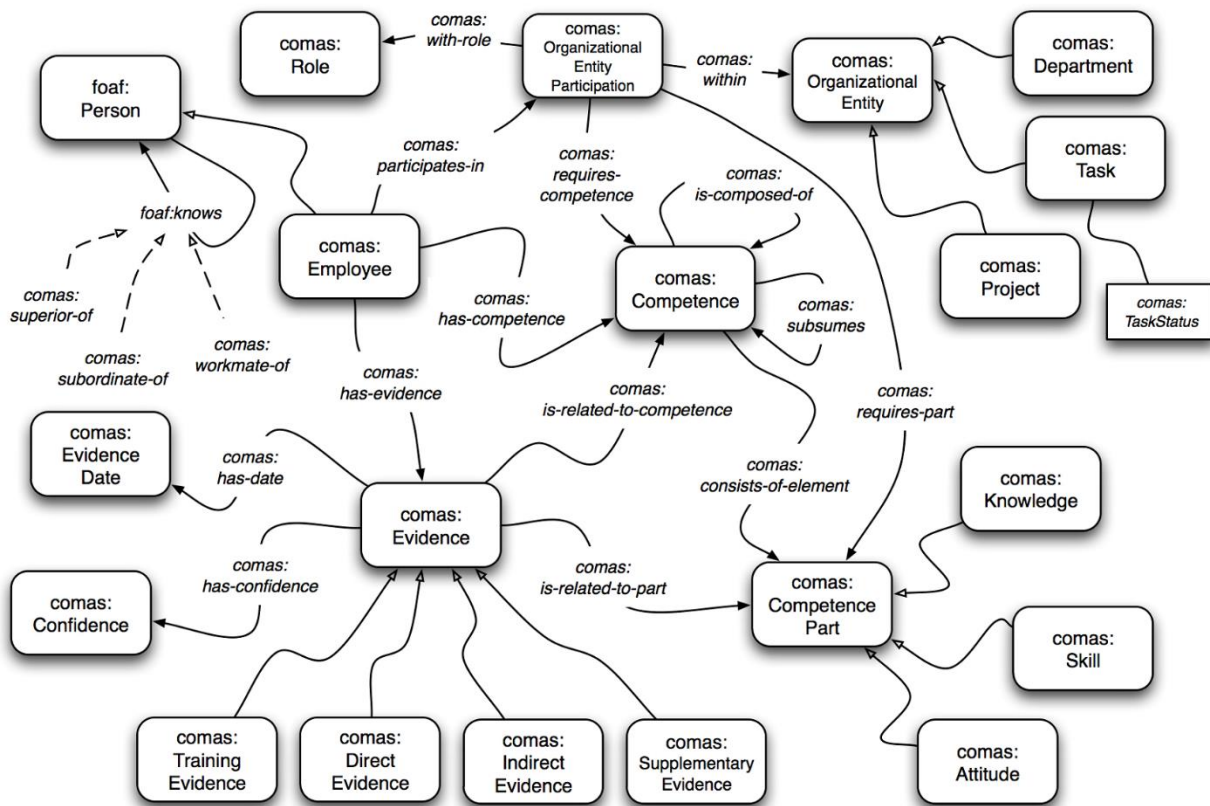 comas:
Role
comas:
with-role
comas:
Organizational
Entity
Participation
comas:
within
comas:
Organizational
Entity
comas:
Department
foaf:
Person
comas:
participates-in
comas:
requires-
competence
comas:
is-composed-of
comas:
Task
foaf:knows
comas:
Employee
comas:
superior-of
comas:
subordinate-of
comas:
workmate-of
comas:
has-competence
comas:
Competence
comas:
subsumes
comas:
Project
comas:
TaskStatus
comas:
has-evidence
comas:
is-related-to-competence
comas:
requires-part
comas:
Evidence
Date
comas:
has-date
comas:
consists-of-element
comas:
Knowledge
comas:
Evidence
comas:
has-confidence
comas:
is-related-to-part
comas:
Competence
Part
comas:
Confidence
comas:
Skill
comas:
Training
Evidence
comas:
Direct
Evidence
comas:
Indirect
Evidence
comas:
Supplementary
Evidence
comas:
Attitude